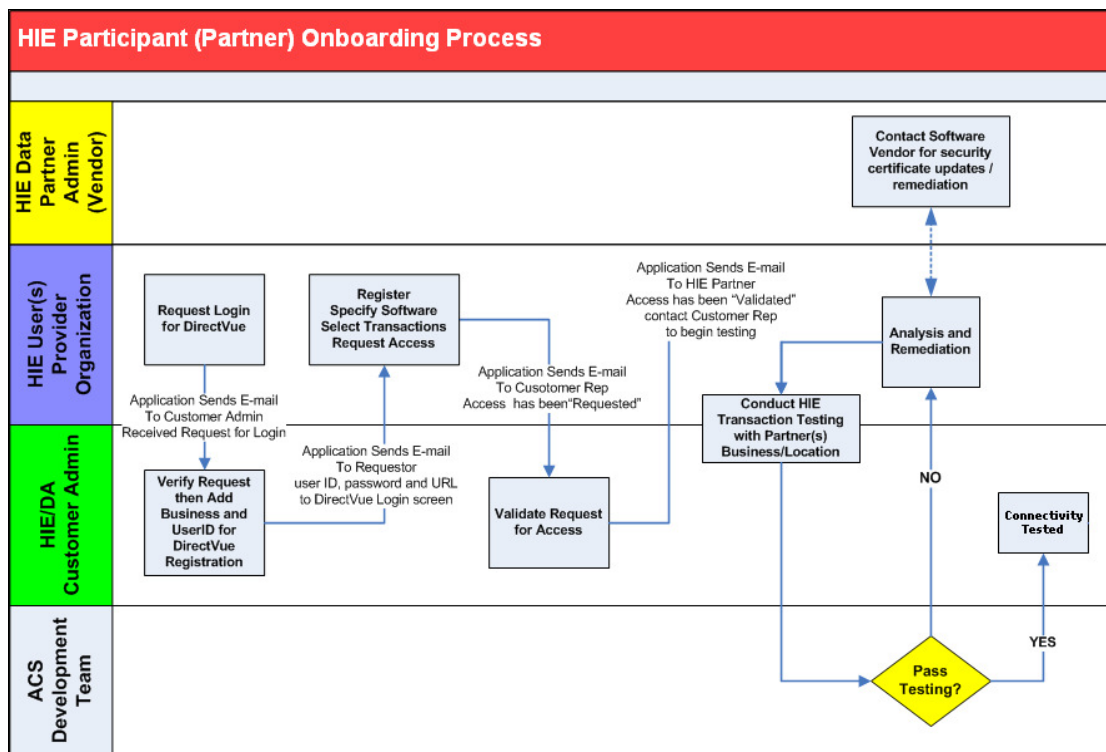 HIE Participant (Partner) Onboarding Process
HIE Data
Partner
Admin
(Vendor)
Contact Software
Vendor for security
certificate updates /
remediation
HIE User(s)
Provider
Organization
Request Login
for DirectVue
Register
Specify Software
Select Transactions
Request Access
Application Sends E-mail
To HIE Partner
Access has been “Validated”
contact Customer Rep
to begin testing
Analysis and
Remediation
Application Sends E-mail
To Customer Admin
Received Request for Login
Application Sends E-mail
To Cusotomer Rep
Access has been“Requested”
Conduct HIE
Transaction Testing
with Partner(s)
Business/Location
HIE/DA
Customer Admin
Verify Request
then Add
Business and
UserID for
DirectVue
Registration
Application Sends E-mail
To Requestor
user ID, password and URL
to DirectVue Login screen
Validate Request
for Access
NO
Connectivity
Tested
ACS
Development
Team
Pass
Testing?
YES